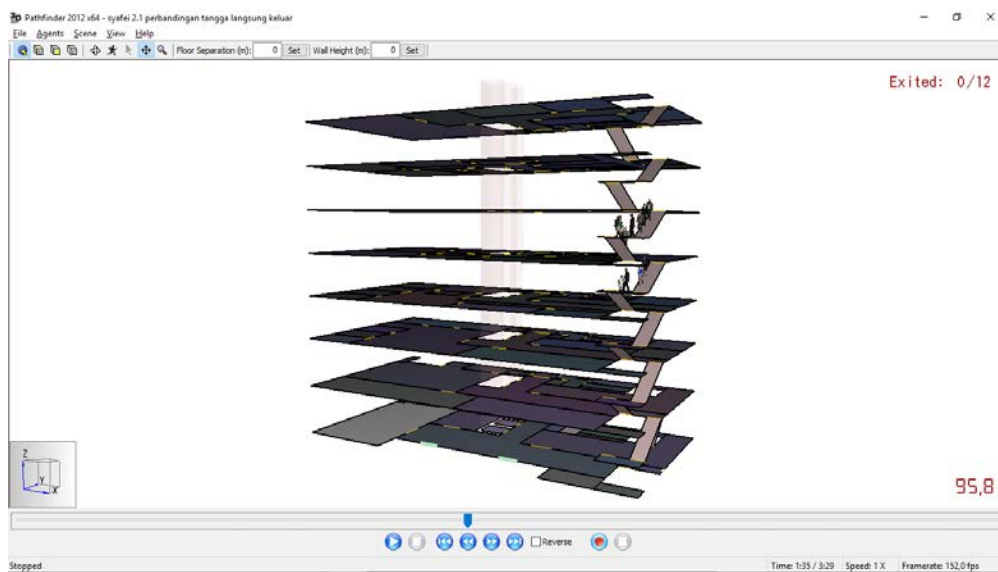 Pathfinder 2012 x64 - syafei 2.1 perbandingan tangga langsung keluar
File Agents Scene View Help
Floor Separation (m): 0 Set Wall Height (m): 0 Set
Exited: 0/12
Z
Y
X
95,8
Reverse
Stopped Time: 1:35 / 3:29 Speed: 1 X Framerate: 152,0 fps